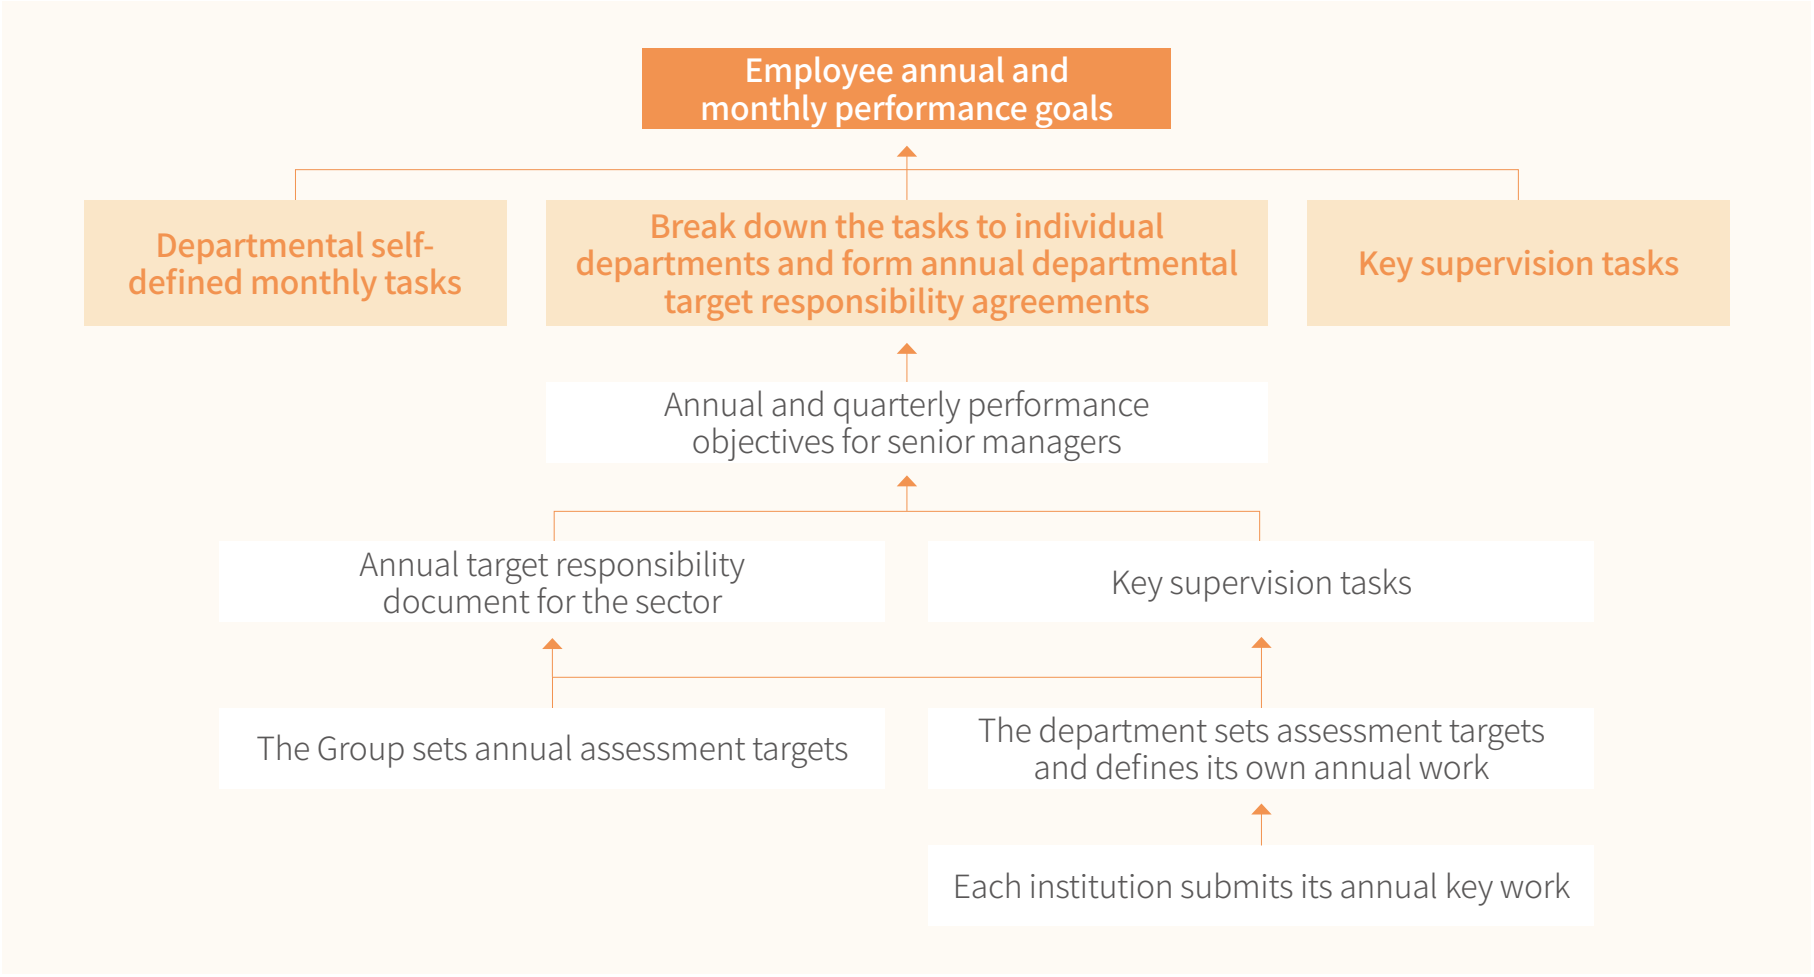 Employee annual and
monthly performance goals
Departmental self-
defined monthly tasks
Break down the tasks to individual
departments and form annual departmental
target responsibility agreements
Key supervision tasks
Annual and quarterly performance
objectives for senior managers
Annual target responsibility
document for the sector
Key supervision tasks
The Group sets annual assessment targets
The department sets assessment targets
and defines its own annual work
Each institution submits its annual key work